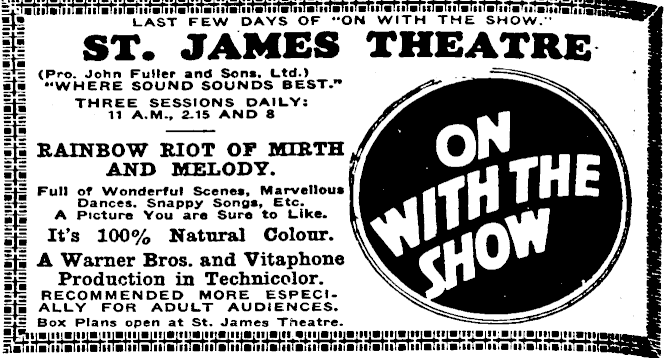 LAST FEW DAYS OF "ON WITH THE SHOW."
ST. JAMES THEATRE
(Pro. John Fuller and Sons, Ltd.)
"WHERE SOUND SOUNDS BEST."
THREE SESSIONS DAILY:
11 A.M., 2.15 AND 8
RAINBOW RIOT OF MIRTH
AND MELODY.
Full of Wonderful Scenes, Marvellous
Dances. Snappy Songs, Etc.
A Picture You are Sure to Like.
It's 100% Natural Colour.
A Warner Bros. and Vitaphone
Production in Technicolor.
RECOMMENDED MORE ESPECI-
ALLY FOR ADULT AUDIENCES.
Box Plans open at St. James Theatre.
ON
WITH THE
SHOW